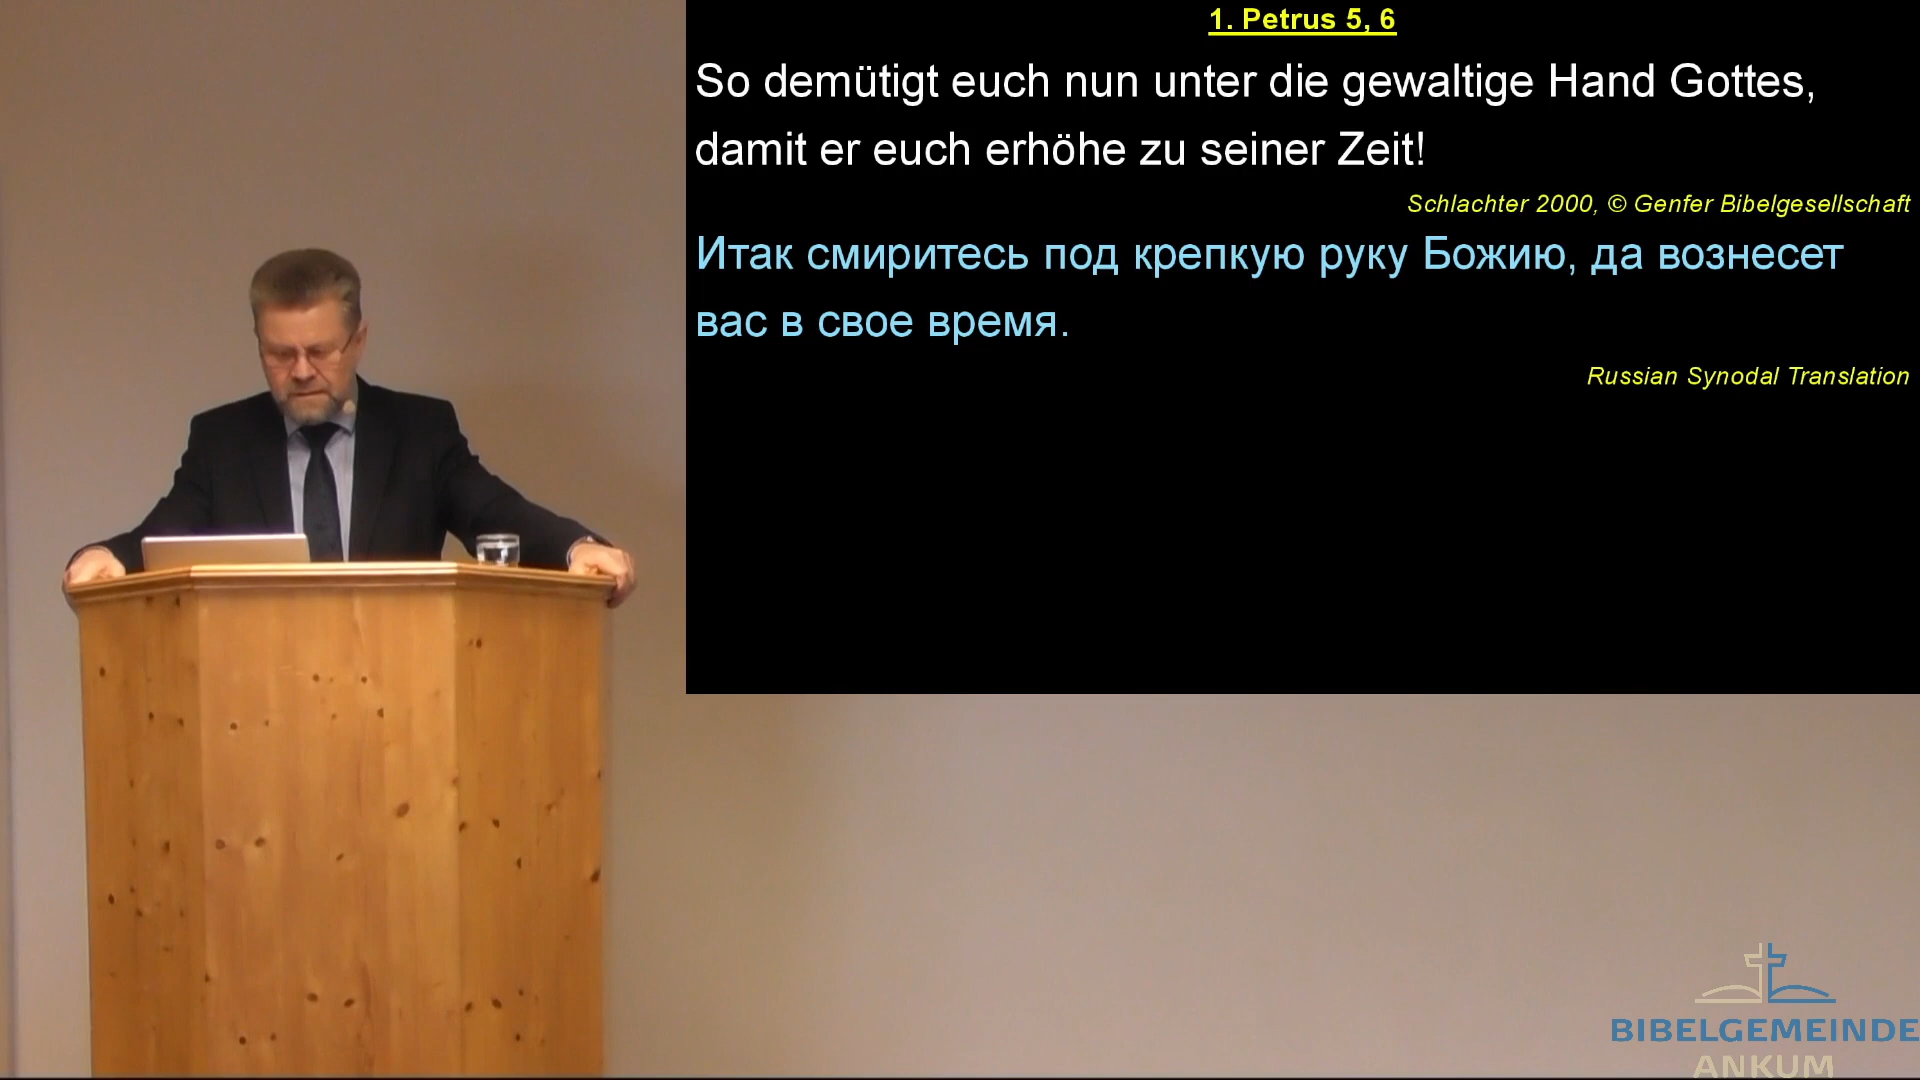 1. Petrus 5, 6
So demütigt euch nun unter die gewaltige Hand Gottes,
damit er euch erhöhe zu seiner Zeit!
Schlachter 2000, © Genfer Bibelgesellschaft
Итак смиритесь под крепкую руку Божию, да вознесет
вас в свое время.
Russian Synodal Translation
BIBELGEMEINDE
ANKUM